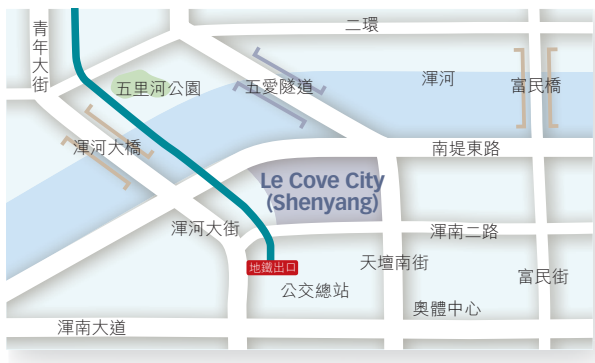 二環
青年大街
五里河公園
五愛隧道
渾河
富民橋
渾河大橋
南堤東路
Le Cove City
(Shenyang)
渾河大街
渾南二路
地鐵出口
天壇南街
富民街
公交總站
奧體中心
渾南大道